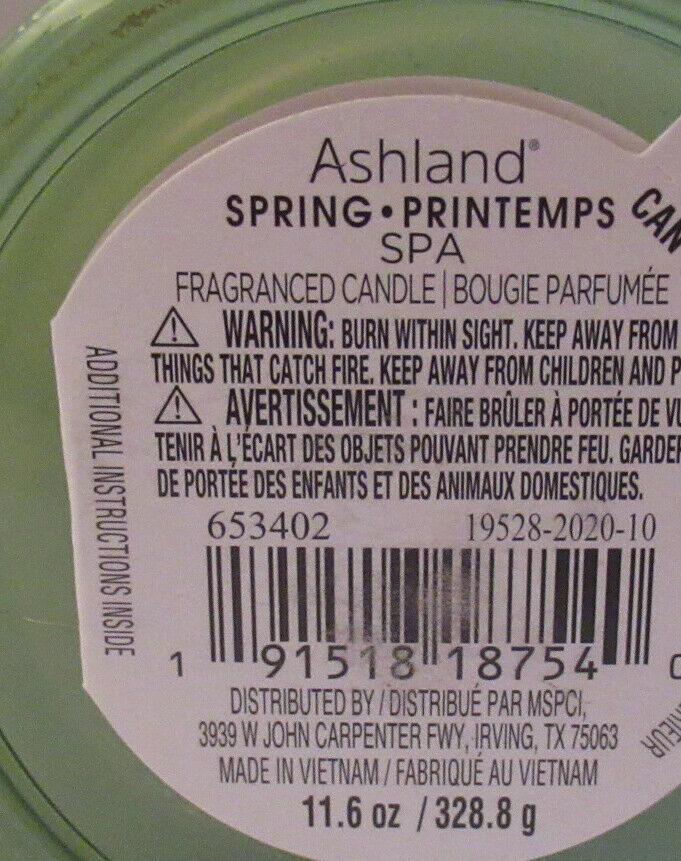 Ashland®
SPRING • PRINTEMPS
SPA
CAN
FRAGRANCED CANDLE | BOUGIE PARFUMÉE
WARNING: BURN WITHIN SIGHT. KEEP AWAY FROM
THINGS THAT CATCH FIRE. KEEP AWAY FROM CHILDREN AND P
AVERTISSEMENT : FAIRE BRÛLER À PORTÉE DE VU
TENIR À L'ÉCART DES OBJETS POUVANT PRENDRE FEU. GARDER
DE PORTÉE DES ENFANTS ET DES ANIMAUX DOMESTIQUES.
ADDITIONAL INSTRUCTIONS INSIDE
653402 19528-2020-10
1 91518 18754
DISTRIBUTED BY / DISTRIBUÉ PAR MSPCI,
3939 W JOHN CARPENTER FWY, IRVING, TX 75063
MADE IN VIETNAM / FABRIQUÉ AU VIETNAM
11.6 oz / 328.8 g